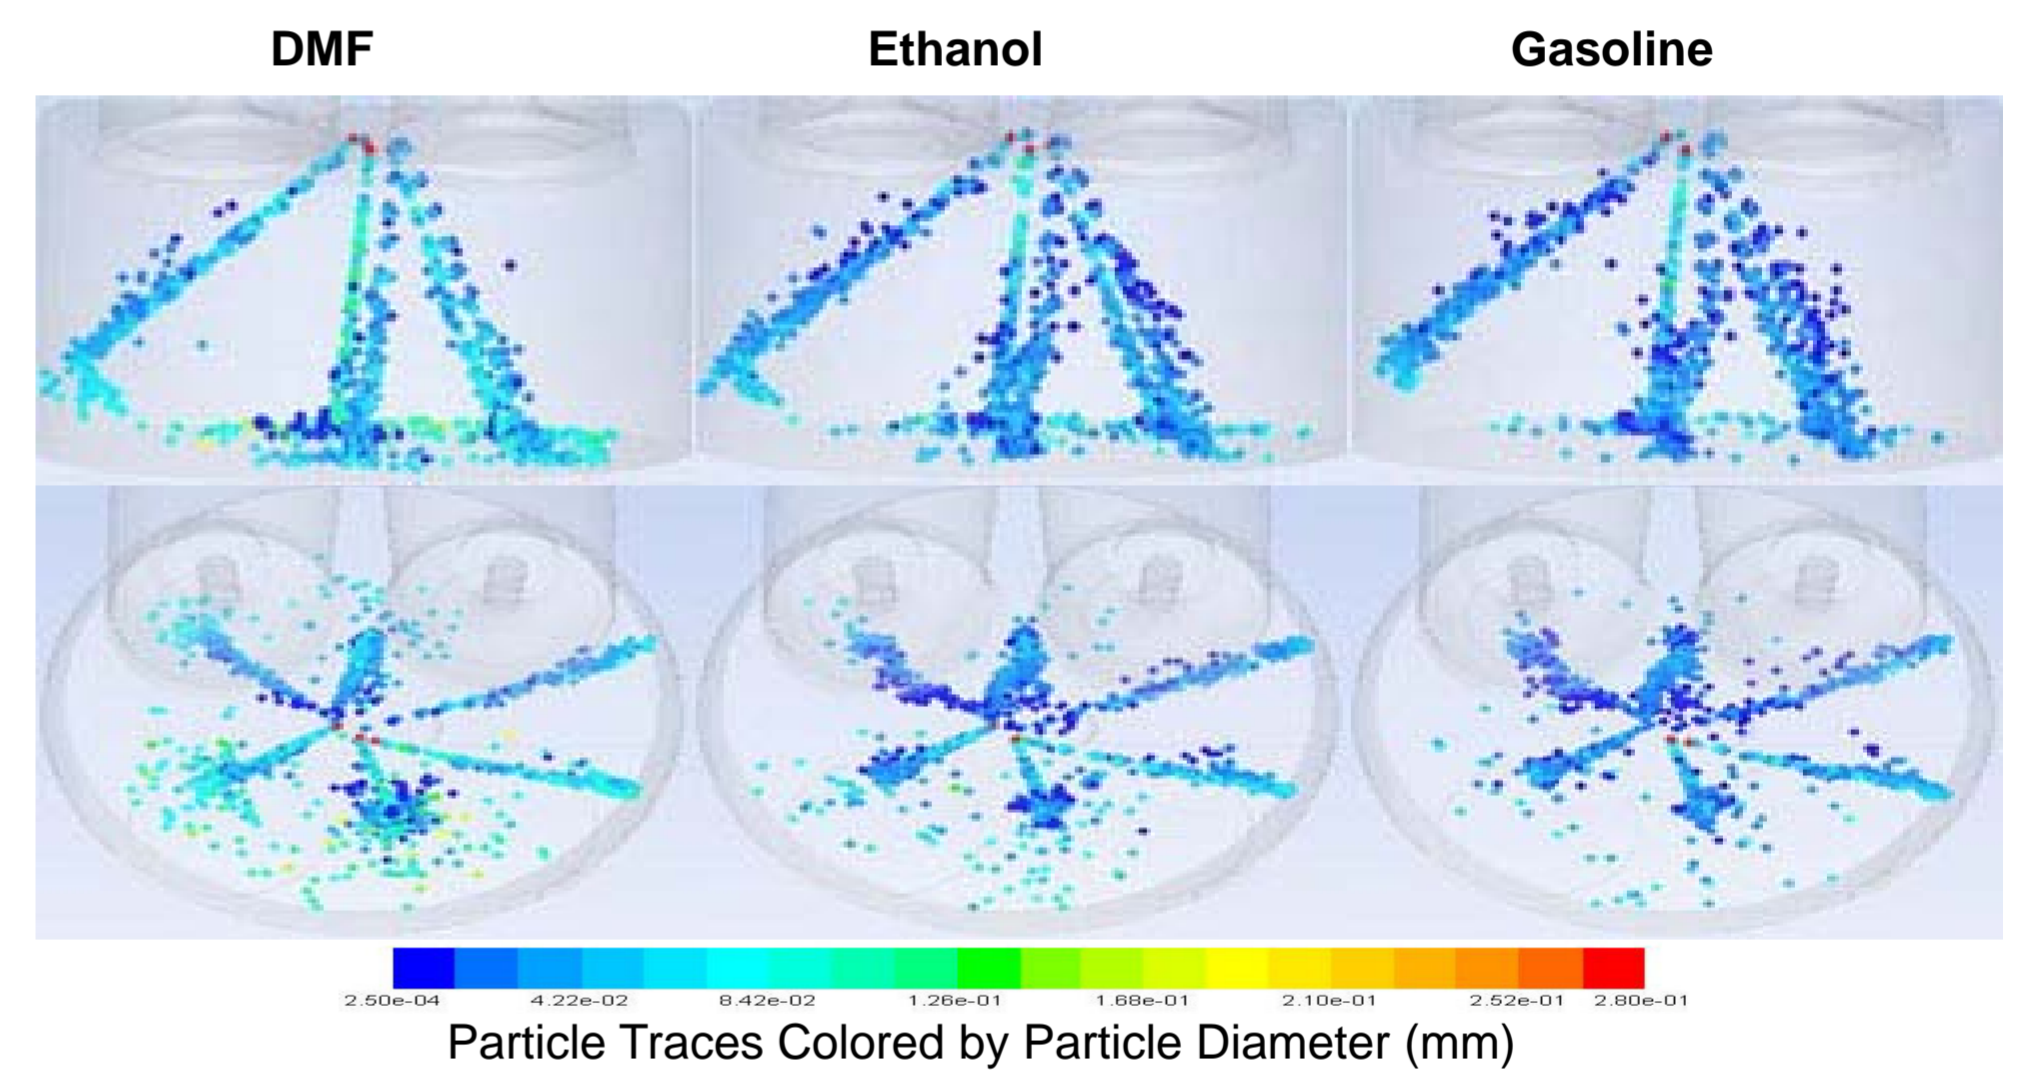 DMF Ethanol Gasoline
2.50e-04 4.22e-02 8.42e-02 1.26e-01 1.68e-01 2.10e-01 2.52e-01 2.80e-01
Particle Traces Colored by Particle Diameter (mm)